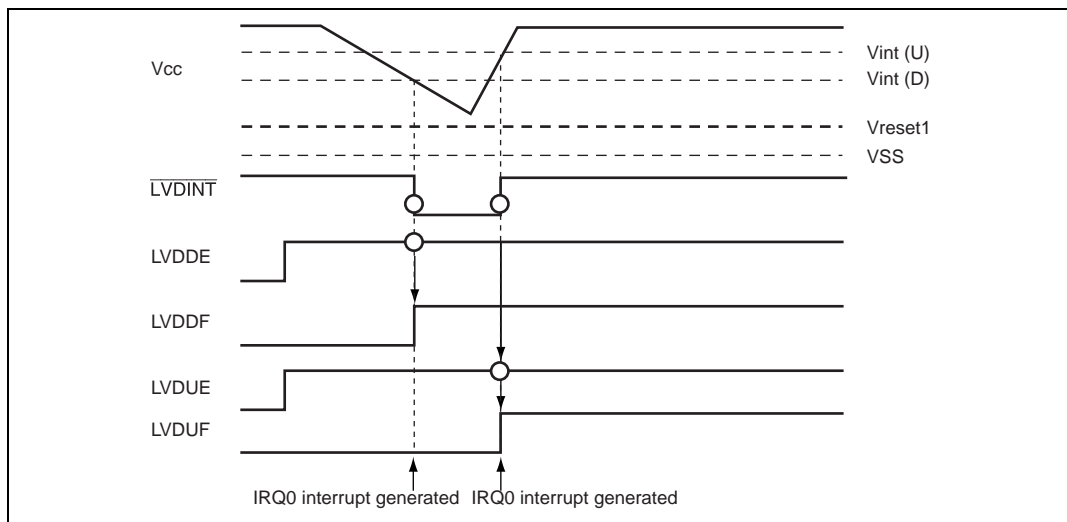 Vcc
Vint (U)
Vint (D)
Vreset1
VSS
LVDINT
LVDDE
LVDDF
LVDUE
LVDUF
IRQ0 interrupt generated
IRQ0 interrupt generated